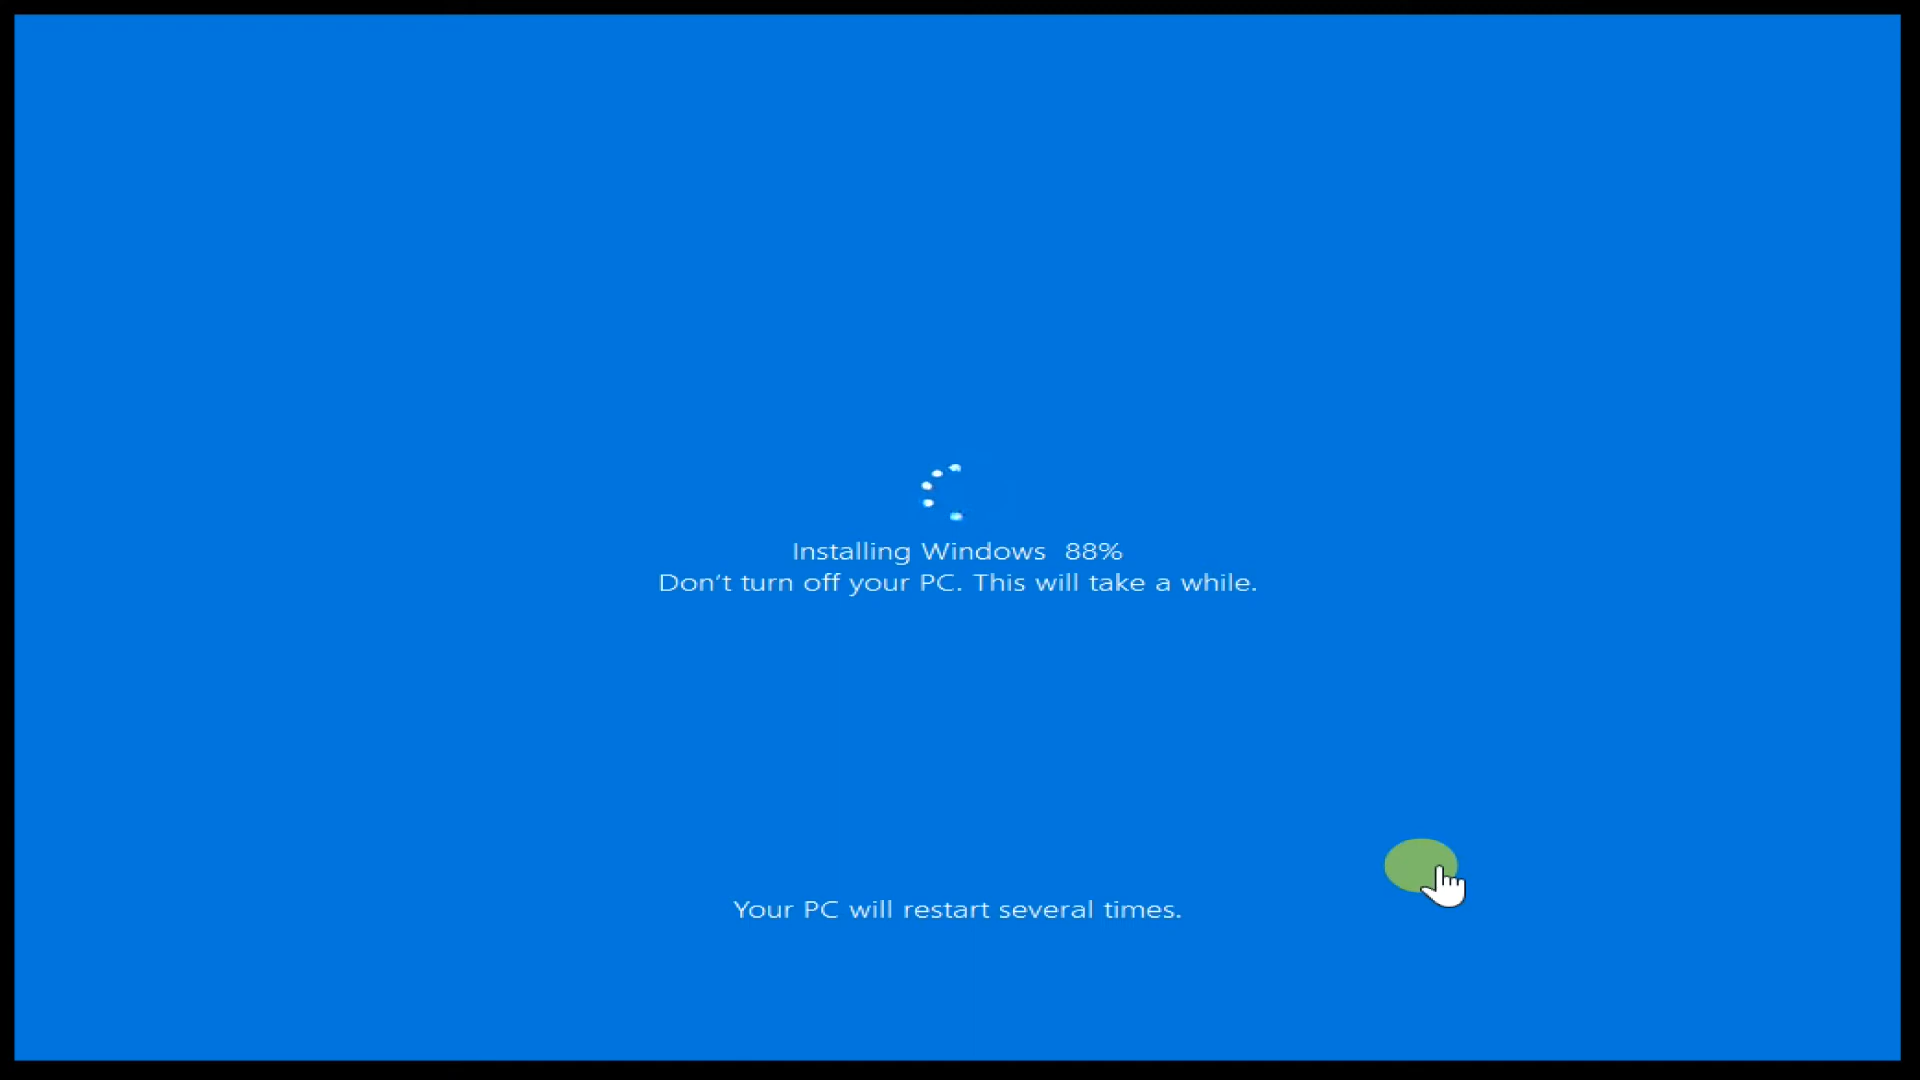 Installing Windows  88%
Don’t turn off your PC. This will take a while.
Your PC will restart several times.